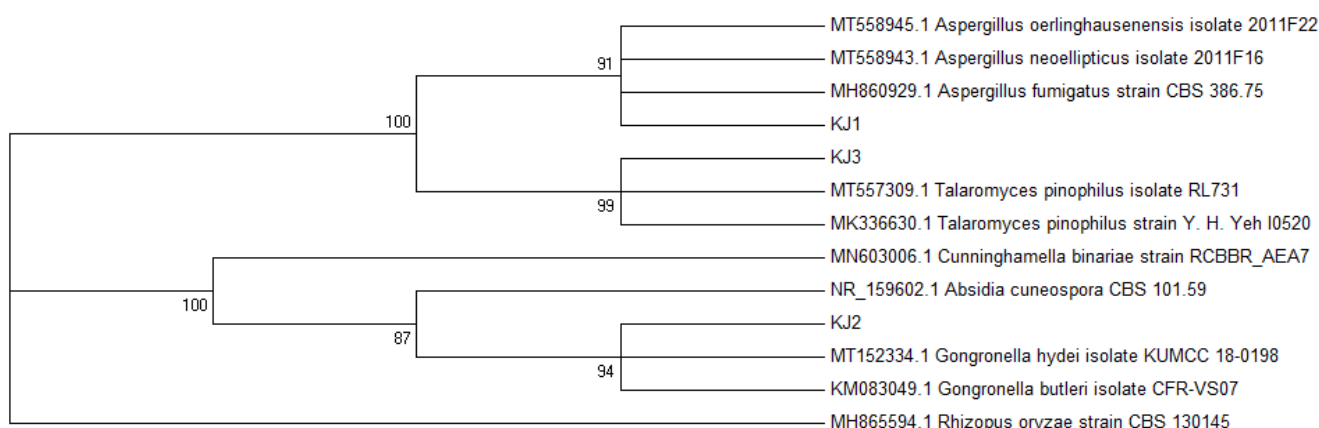 MT558945.1 Aspergillus oerlinghausenensis isolate 2011F22
MT558943.1 Aspergillus neoellipticus isolate 2011F16
91
MH860929.1 Aspergillus fumigatus strain CBS 386.75
100
KJ1
KJ3
MT557309.1 Talaromyces pinophilus isolate RL731
99
MK336630.1 Talaromyces pinophilus strain Y. H. Yeh I0520
MN603006.1 Cunninghamella binariae strain RCBBR_AEA7
NR_159602.1 Absidia cuneospora CBS 101.59
100
KJ2
87
MT152334.1 Gongronella hydei isolate KUMCC 18-0198
94
KM083049.1 Gongronella butleri isolate CFR-VS07
MH865594.1 Rhizopus oryzae strain CBS 130145